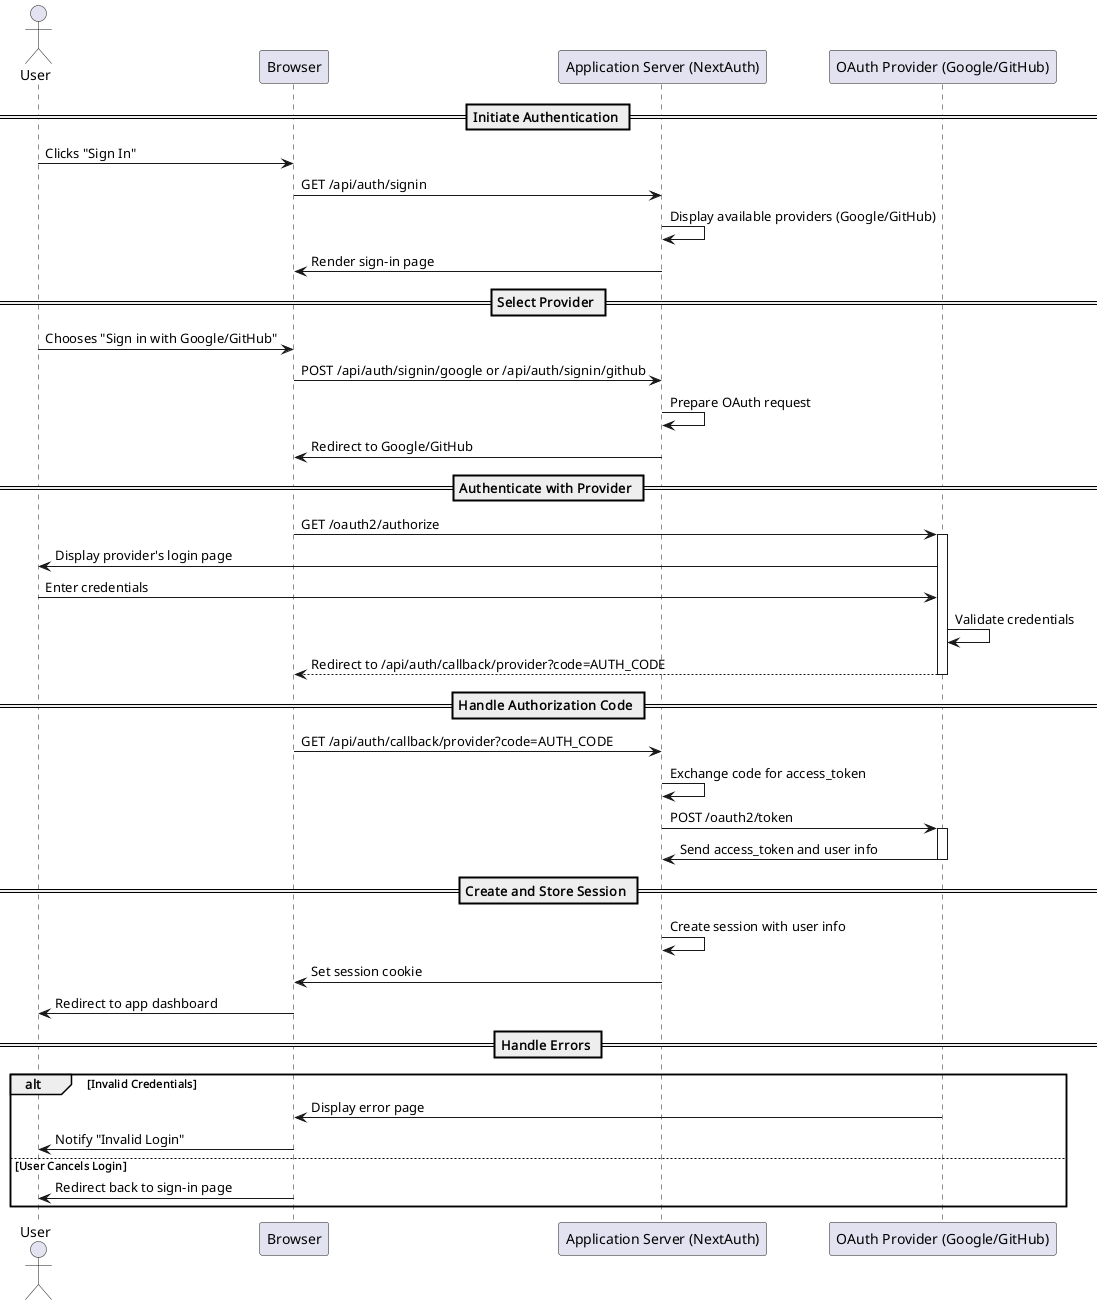 User
Browser
Application Server (NextAuth)
OAuth Provider (Google/GitHub)
Initiate Authentication
Clicks "Sign In"
GET /api/auth/signin
Display available providers (Google/GitHub)
Render sign-in page
Select Provider
Chooses "Sign in with Google/GitHub"
POST /api/auth/signin/google or /api/auth/signin/github
Prepare OAuth request
Redirect to Google/GitHub
Authenticate with Provider
GET /oauth2/authorize
Display provider's login page
Enter credentials
Validate credentials
Redirect to /api/auth/callback/provider?code=AUTH_CODE
Handle Authorization Code
GET /api/auth/callback/provider?code=AUTH_CODE
Exchange code for access_token
POST /oauth2/token
Send access_token and user info
Create and Store Session
Create session with user info
Set session cookie
Redirect to app dashboard
Handle Errors
alt [Invalid Credentials]
Display error page
Notify "Invalid Login"
[User Cancels Login]
Redirect back to sign-in page
User
Browser
Application Server (NextAuth)
OAuth Provider (Google/GitHub)